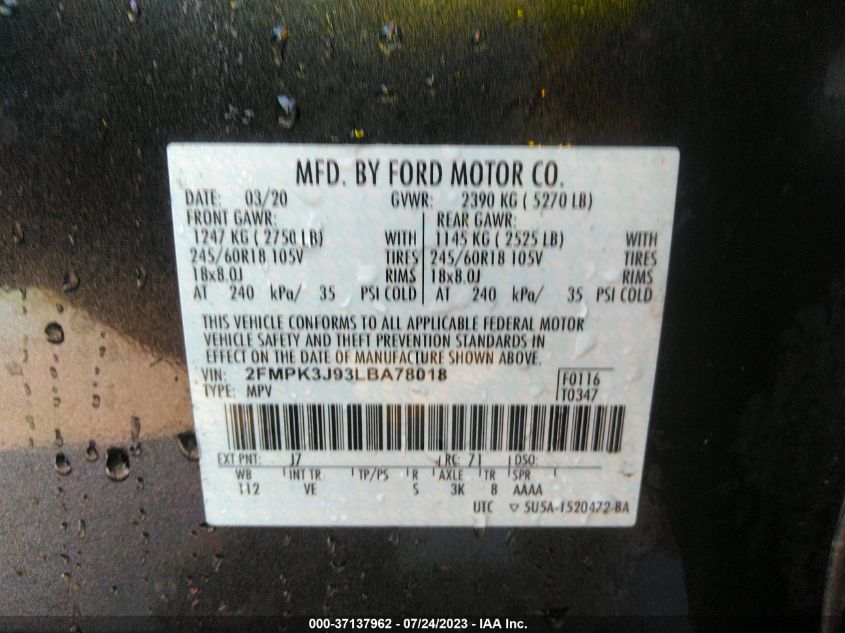 MFD. BY FORD MOTOR CO.
DATE: 03/20 GVWR: 2390 KG ( 5270 LB)
FRONT GAWR: REAR GAWR:
1247 KG ( 2750 LB) WITH 1145 KG ( 2525 LB) WITH
245/60R18 105V TIRES 245/60R18 105V TIRES
18x8.0J RIMS 18x8.0J RIMS
AT 240 kPa/ 35 PSI COLD AT 240 kPa/ 35 PSI COLD
THIS VEHICLE CONFORMS TO ALL APPLICABLE FEDERAL MOTOR
VEHICLE SAFETY AND THEFT PREVENTION STANDARDS IN
EFFECT ON THE DATE OF MANUFACTURE SHOWN ABOVE.
VIN: 2FMPK3J93LBA78018 F0116
TYPE: MPV T0347
EXT PNT: J7 RC: 71 DSO:
WB INT TR TP/PS R AXLE TR SPR
112 VE S 3K 8 AAAA
UTC ▽ 5U5A-1520472-BA
000-37137962 - 07/24/2023 - IAA Inc.